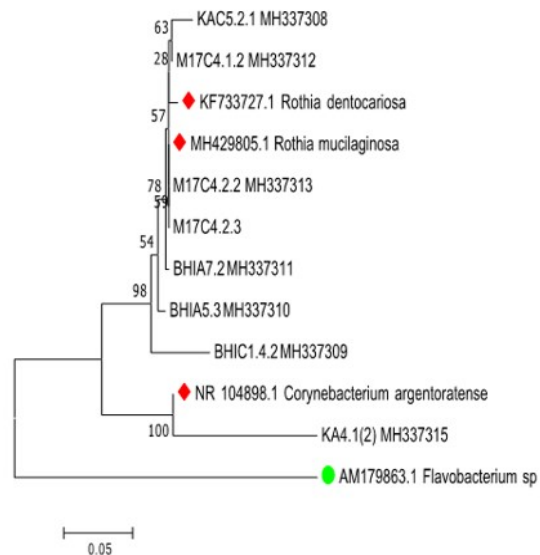 63
KAC5.2.1 MH337308
28
M17C4.1.2 MH337312
KF733727.1 Rothia dentocariosa
57
MH429805.1 Rothia mucilaginosa
78
M17C4.2.2 MH337313
59
M17C4.2.3
54
BHIA7.2 MH337311
98
BHIA5.3 MH337310
BHIC1.4.2 MH337309
NR 104898.1 Corynebacterium argentoratense
100
KA4.1(2) MH337315
AM179863.1 Flavobacterium sp
0.05